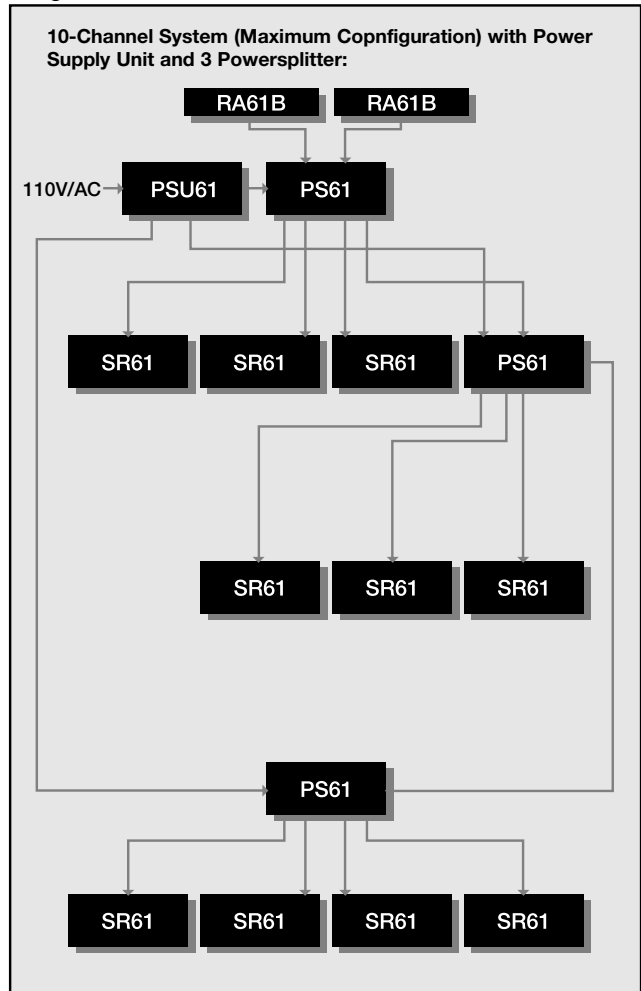 10-Channel System (Maximum Copnfiguration) with Power
Supply Unit and 3 Powersplitter:
RA61B RA61B
110V/AC PSU61 PS61
SR61 SR61 SR61 PS61
SR61 SR61 SR61
PS61
SR61 SR61 SR61 SR61